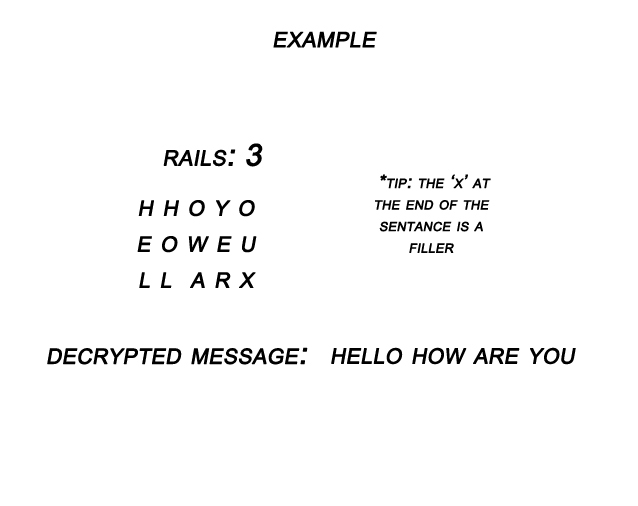 EXAMPLE
RAILS: 3
H H O Y O
E O W E U
L L A R X
*TIP: THE ‘X’ AT
THE END OF THE
SENTANCE IS A
FILLER
DECRYPTED MESSAGE: HELLO HOW ARE YOU